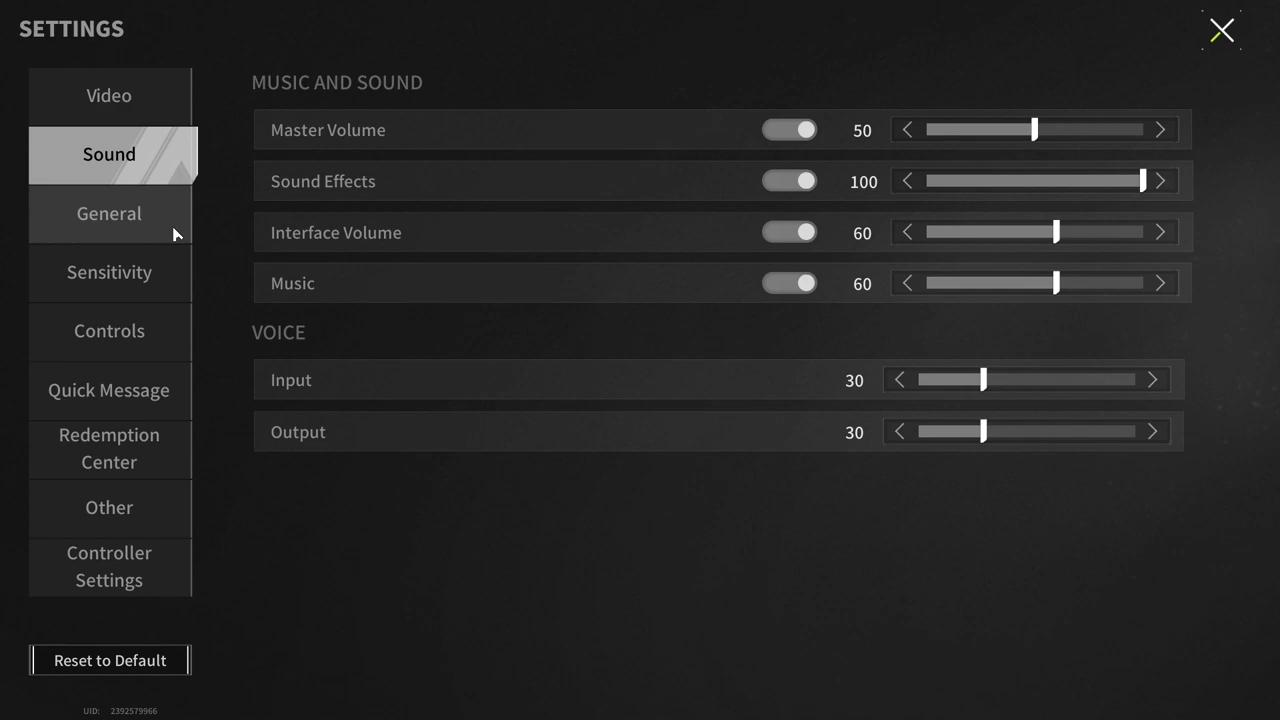 SETTINGS
Video
Sound
General
Sensitivity
Controls
Quick Message
Redemption
Center
Other
Controller
Settings
Reset to Default
UID: 2392579966
MUSIC AND SOUND
Master Volume 50
Sound Effects 100
Interface Volume 60
Music 60
VOICE
Input 30
Output 30